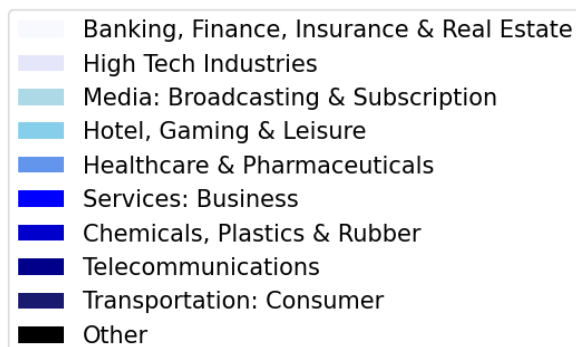 Banking, Finance, Insurance & Real Estate
High Tech Industries
Media: Broadcasting & Subscription
Hotel, Gaming & Leisure
Healthcare & Pharmaceuticals
Services: Business
Chemicals, Plastics & Rubber
Telecommunications
Transportation: Consumer
Other